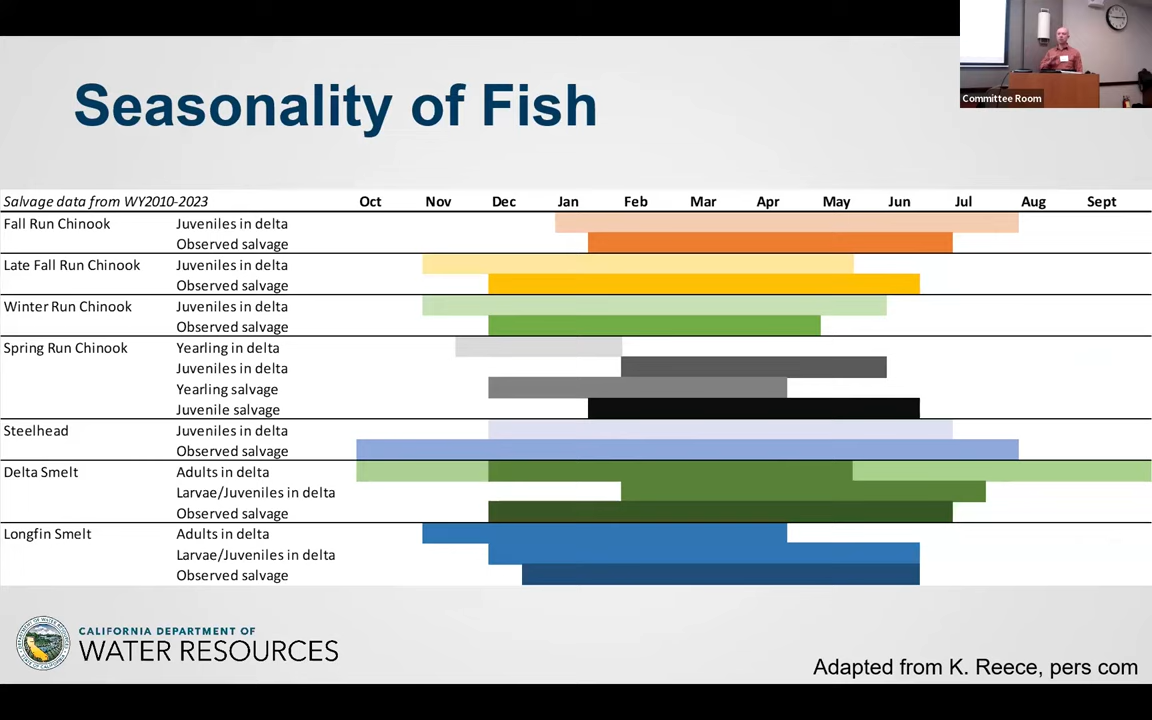 Committee Room
Seasonality of Fish
Salvage data from WY2010-2023 Oct Nov Dec Jan Feb Mar Apr May Jun Jul Aug Sept
Fall Run Chinook Juveniles in delta
Observed salvage
Late Fall Run Chinook Juveniles in delta
Observed salvage
Winter Run Chinook Juveniles in delta
Observed salvage
Spring Run Chinook Yearling in delta
Juveniles in delta
Yearling salvage
Juvenile salvage
Steelhead Juveniles in delta
Observed salvage
Delta Smelt Adults in delta
Larvae/Juveniles in delta
Observed salvage
Longfin Smelt Adults in delta
Larvae/Juveniles in delta
Observed salvage
CALIFORNIA DEPARTMENT OF
WATER RESOURCES
Adapted from K. Reece, pers com